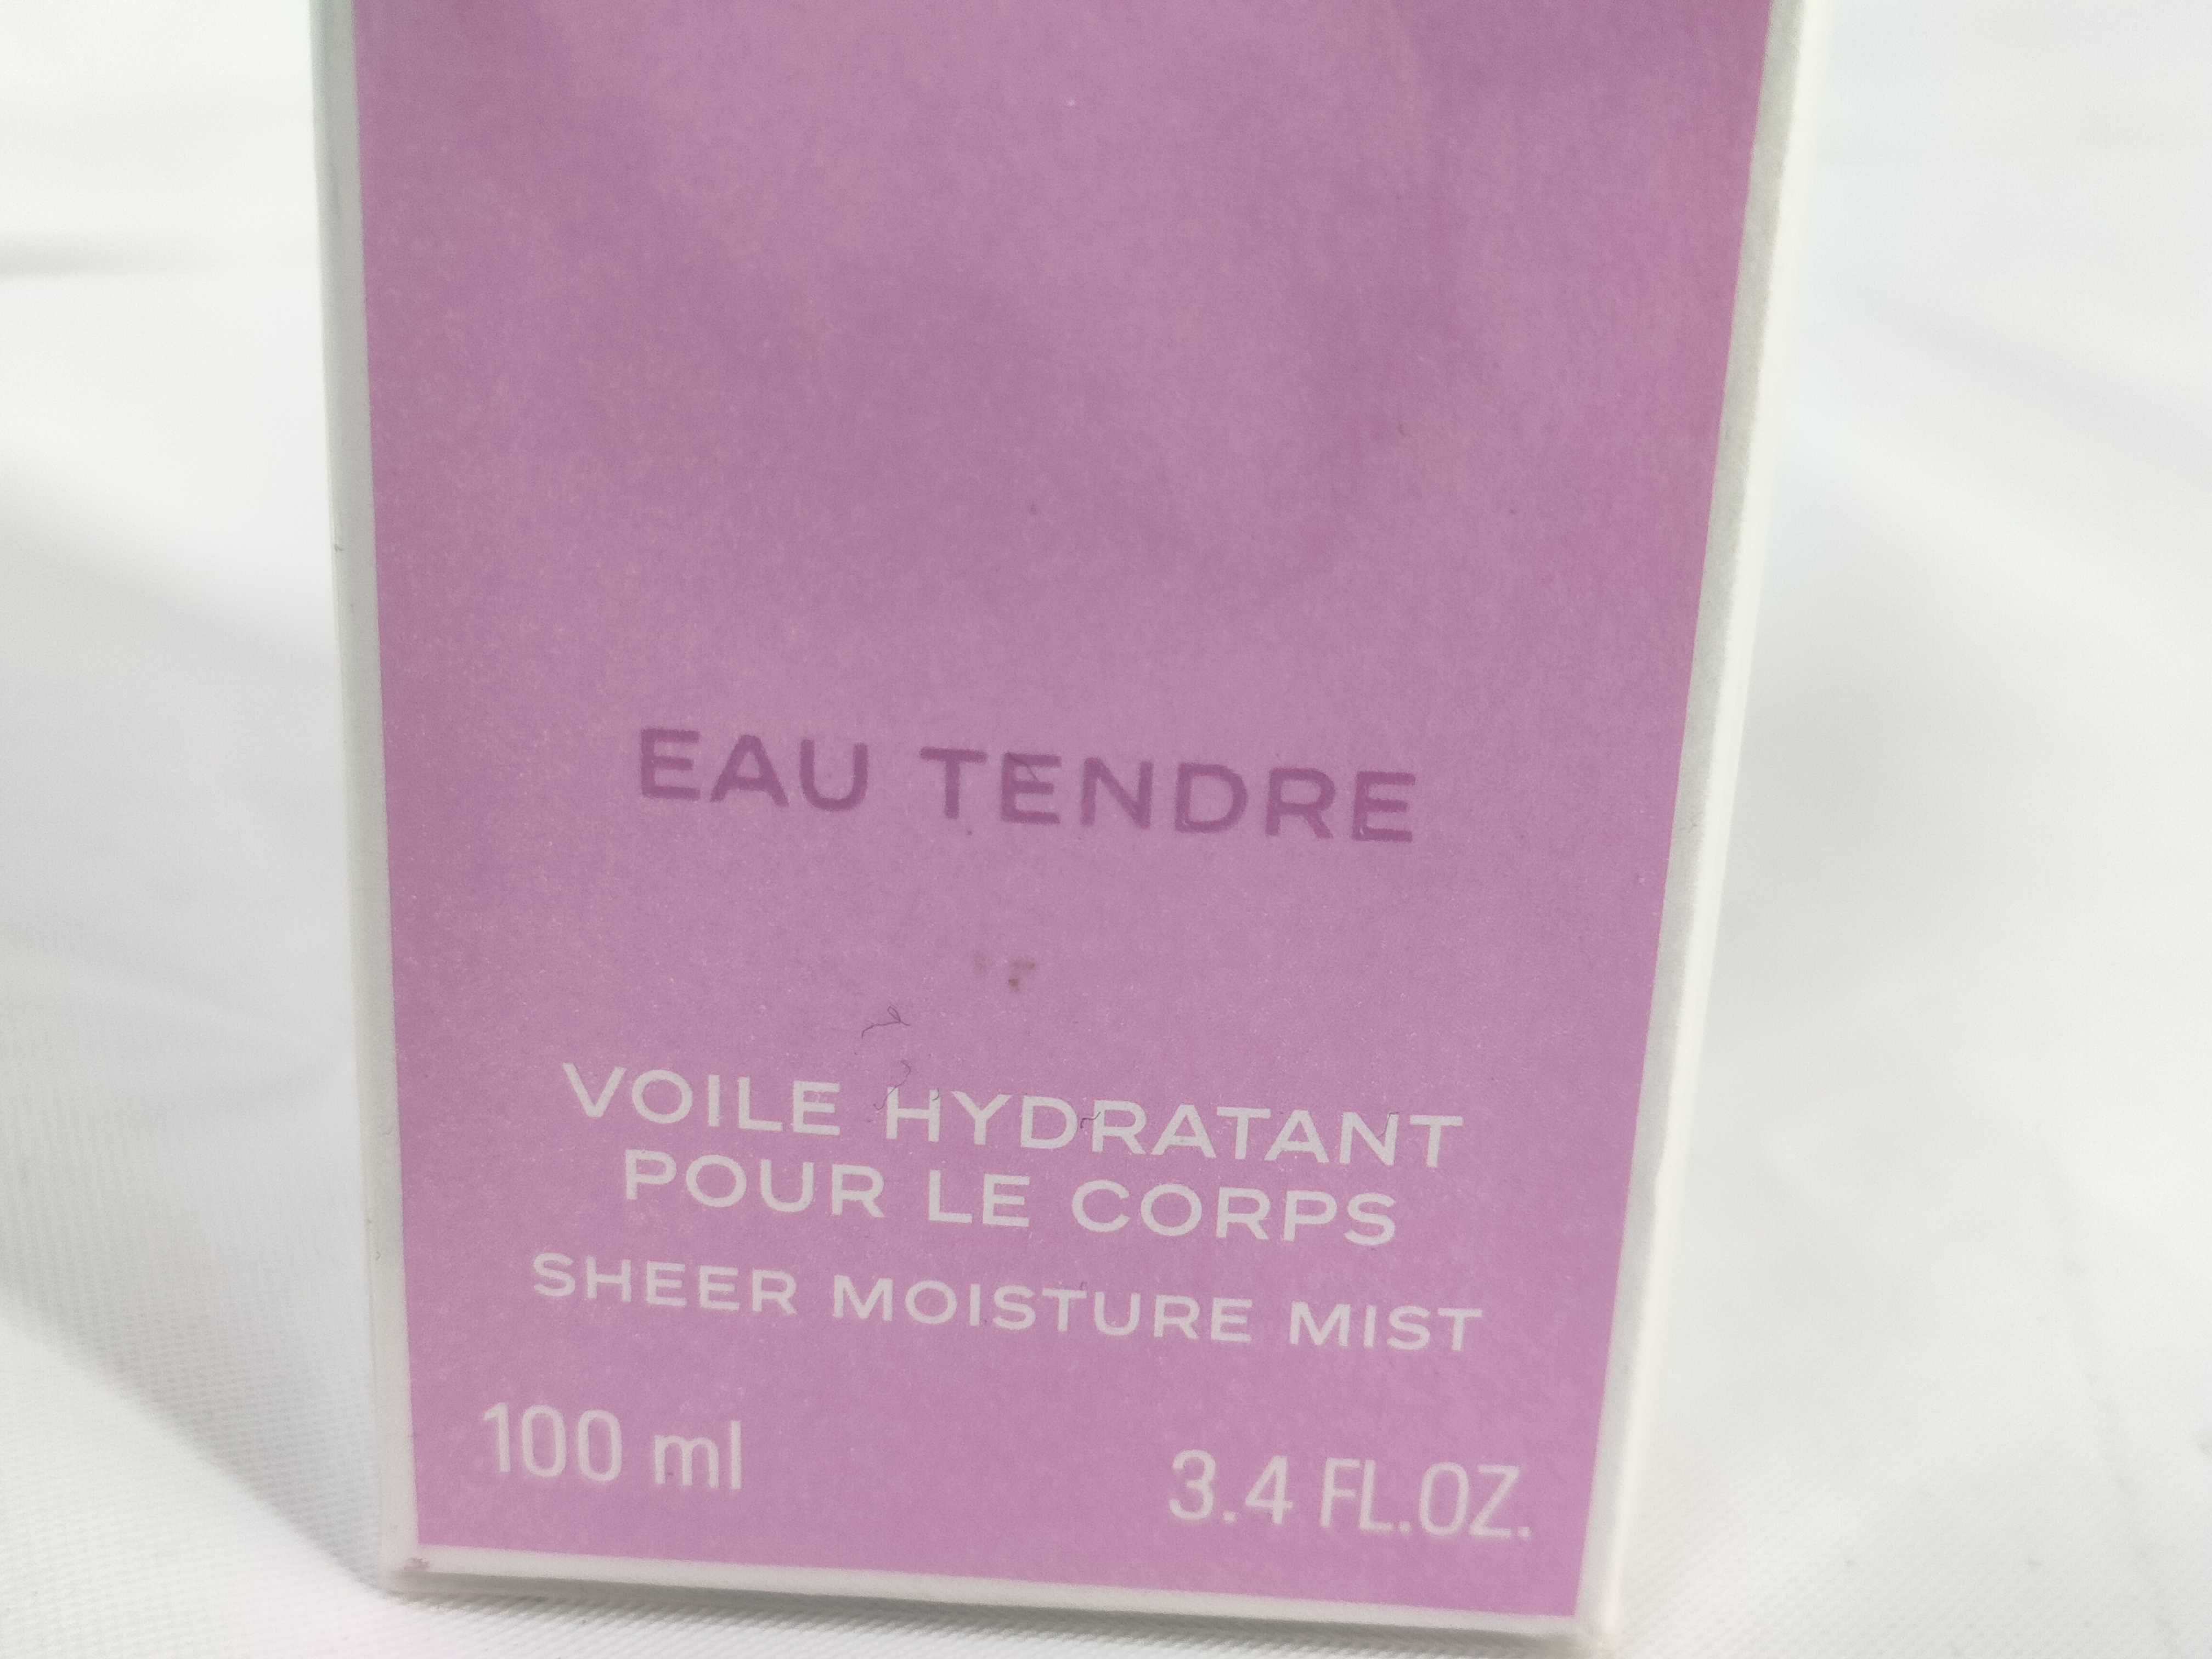 EAU TENDRE
VOILE HYDRATANT
POUR LE CORPS
SHEER MOISTURE MIST
100 ml 3.4 FL.OZ.